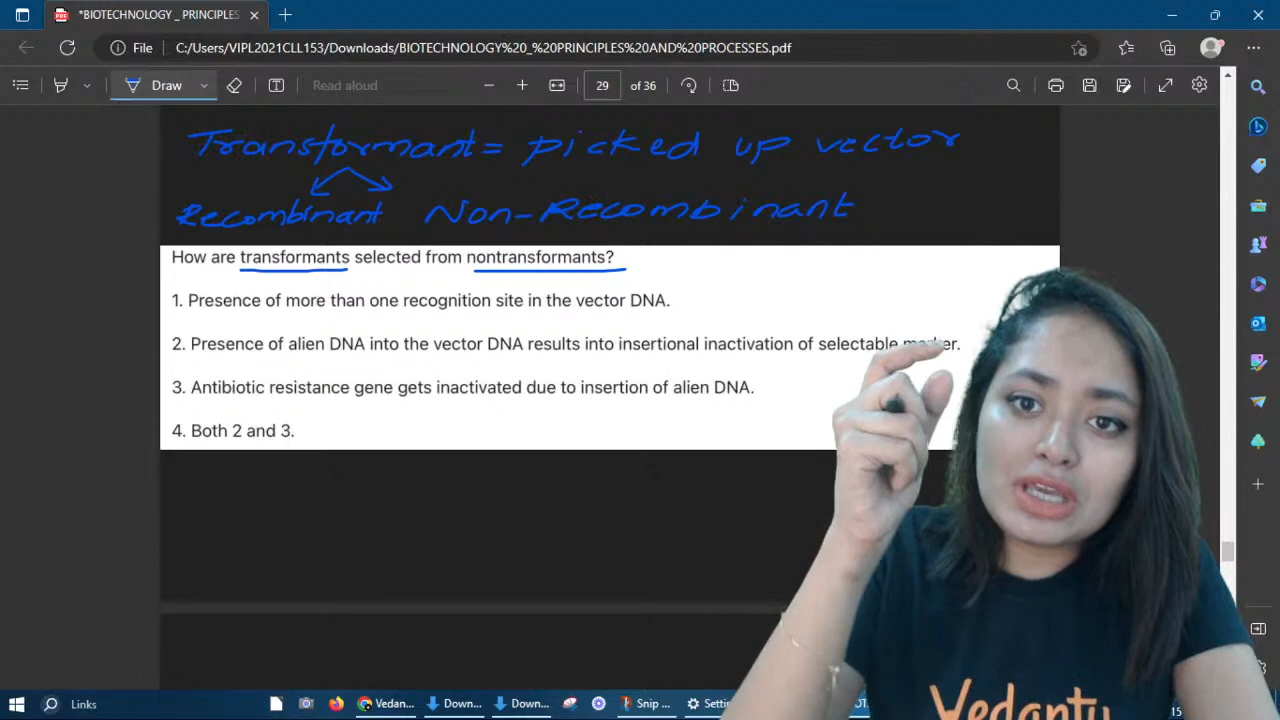 *BIOTECHNOLOGY _ PRINCIPLES
File
C:/Users/VIPL2021CLL153/Downloads/BIOTECHNOLOGY%20_%20PRINCIPLES%20AND%20PROCESSES.pdf
Draw
Read aloud
29 of 36
Transformant = picked up vector
Recombinant Non-Recombinant
How are transformants selected from nontransformants?
1. Presence of more than one recognition site in the vector DNA.
2. Presence of alien DNA into the vector DNA results into insertional inactivation of selectable marker.
3. Antibiotic resistance gene gets inactivated due to insertion of alien DNA.
4. Both 2 and 3.
Vedantu
Links
Vedan...
Down...
Down...
Snip ...
15